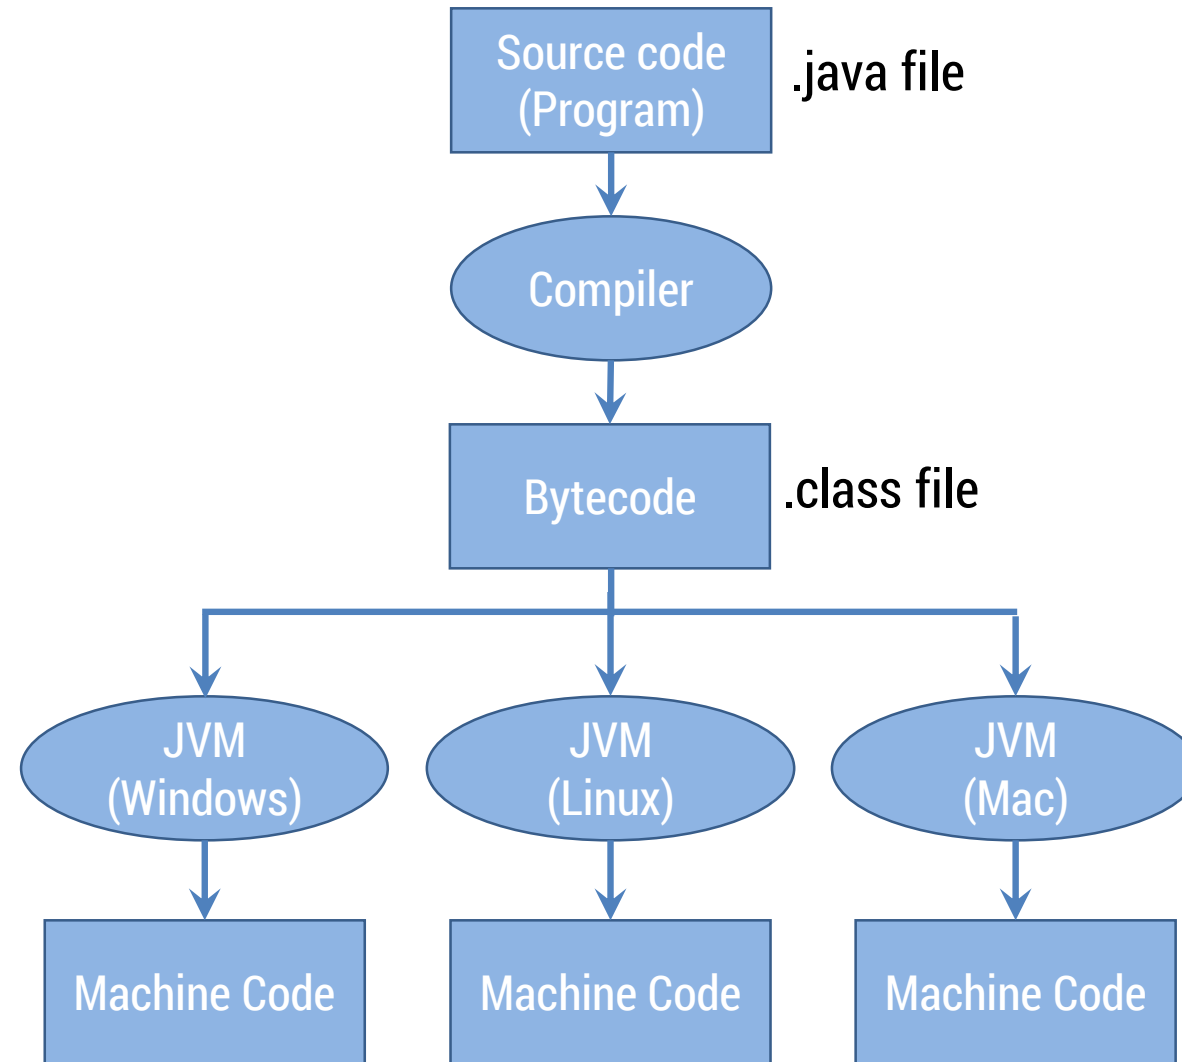 Source code
(Program)
.java file
Compiler
Bytecode
.class file
JVM
(Windows)
JVM
(Linux)
JVM
(Mac)
Machine Code
Machine Code
Machine Code